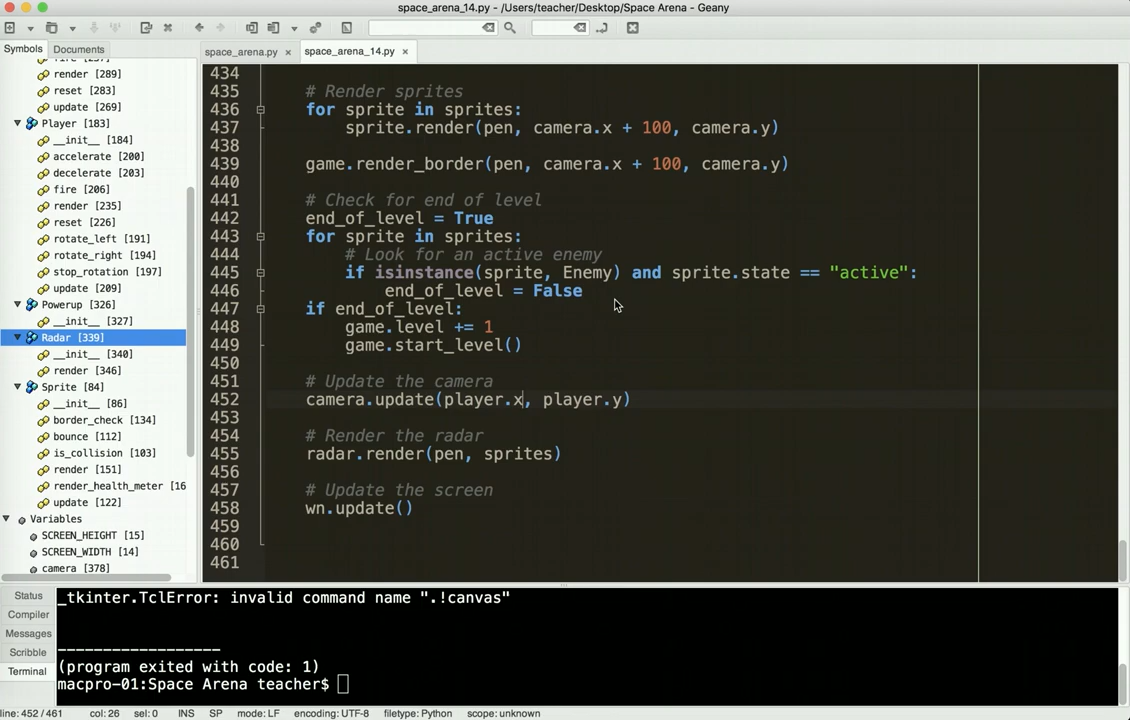 space_arena_14.py - /Users/teacher/Desktop/Space Arena - Geany
Symbols Documents
space_arena.py × space_arena_14.py ×
render [289]
reset [283]
update [269]
Player [183]
__init__ [184]
accelerate [200]
decelerate [203]
fire [206]
render [235]
reset [226]
rotate_left [191]
rotate_right [194]
stop_rotation [197]
update [209]
Powerup [326]
__init__ [327]
Radar [339]
__init__ [340]
render [346]
Sprite [84]
__init__ [86]
border_check [134]
bounce [112]
is_collision [103]
render [151]
render_health_meter [16
update [122]
Variables
SCREEN_HEIGHT [15]
SCREEN_WIDTH [14]
camera [378]
434
435 # Render sprites
436 for sprite in sprites:
437 sprite.render(pen, camera.x + 100, camera.y)
438
439 game.render_border(pen, camera.x + 100, camera.y)
440
441 # Check for end of level
442 end_of_level = True
443 for sprite in sprites:
444 # Look for an active enemy
445 if isinstance(sprite, Enemy) and sprite.state == "active":
446 end_of_level = False
447 if end_of_level:
448 game.level += 1
449 game.start_level()
450
451 # Update the camera
452 camera.update(player.x, player.y)
453
454 # Render the radar
455 radar.render(pen, sprites)
456
457 # Update the screen
458 wn.update()
459
460
461
Status
Compiler
Messages
Scribble
Terminal
_tkinter.TclError: invalid command name ".!canvas"
------------------
(program exited with code: 1)
macpro-01:Space Arena teacher$
line: 452 / 461 col: 26 sel: 0 INS SP mode: LF encoding: UTF-8 filetype: Python scope: unknown